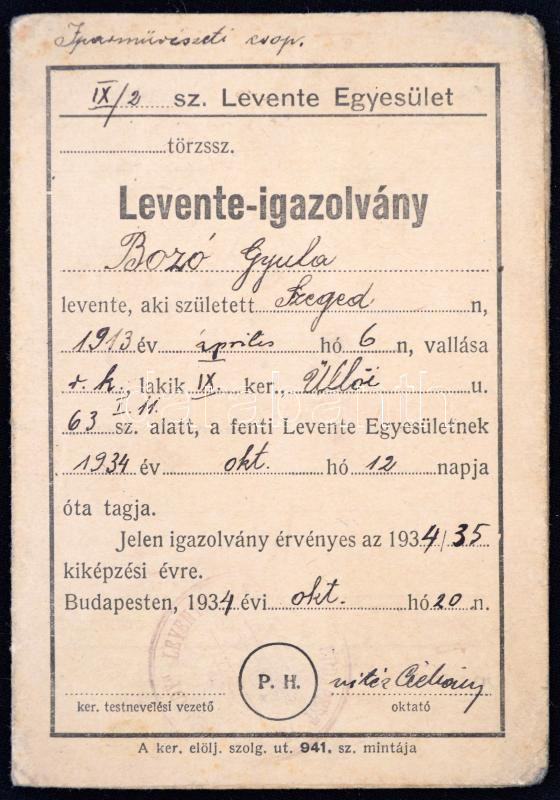 Iparművészeti csop.
IX/2 sz. Levente Egyesület
törzssz.
Levente-igazolvány
Bozó Gyula
levente, aki született Szeged n,
1913 év április hó 6 n, vallása
r. k. lakik IX. ker., Üllői u.
63 I 11. sz. alatt, a fenti Levente Egyesületnek
1934 év okt. hó 12 napja
óta tagja.
Jelen igazolvány érvényes az 1934/35
kiképzési évre.
Budapesten, 1934 évi okt. hó 20 n.
P. H. vitéz
ker. testnevelési vezető oktató
A ker. elölj. szolg. ut. 941. sz. mintája
darabanth